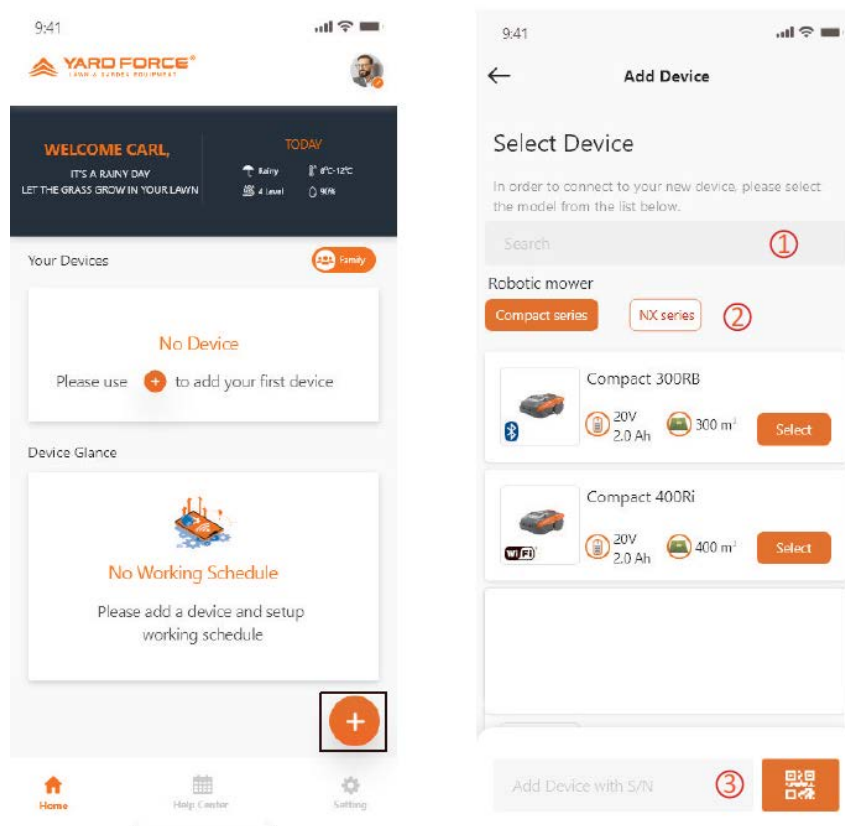 9:41
YARD FORCE®
LAWN & GARDEN EQUIPMENT
WELCOME CARL,
IT'S A RAINY DAY
LET THE GRASS GROW IN YOUR LAWN
TODAY
Rainy
8°C-12°C
4 Level
90%
Your Devices
Family
No Device
Please use + to add your first device
Device Glance
No Working Schedule
Please add a device and setup
working schedule
+
Home
Help Center
Setting
9:41
Add Device
Select Device
In order to connect to your new device, please select
the model from the list below.
Search
①
Robotic mower
Compact series
NX series
②
Compact 300RB
20V
2.0 Ah
300 m²
Select
Compact 400Ri
WiFi
20V
2.0 Ah
400 m²
Select
Add Device with S/N
③